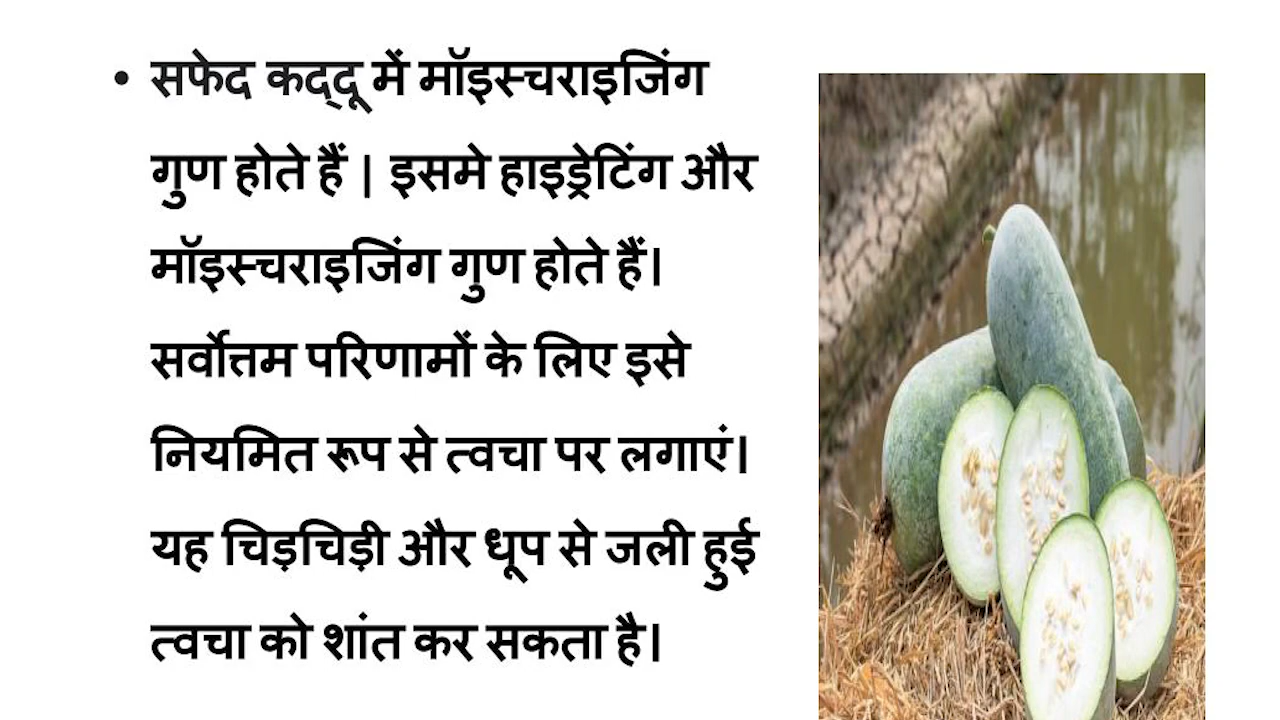 • सफेद कद्दू में मॉइस्चराइजिंग
गुण होते हैं | इसमे हाइड्रेटिंग और
मॉइस्चराइजिंग गुण होते हैं।
सर्वोत्तम परिणामों के लिए इसे
नियमित रूप से त्वचा पर लगाएं।
यह चिड़चिड़ी और धूप से जली हुई
त्वचा को शांत कर सकता है।